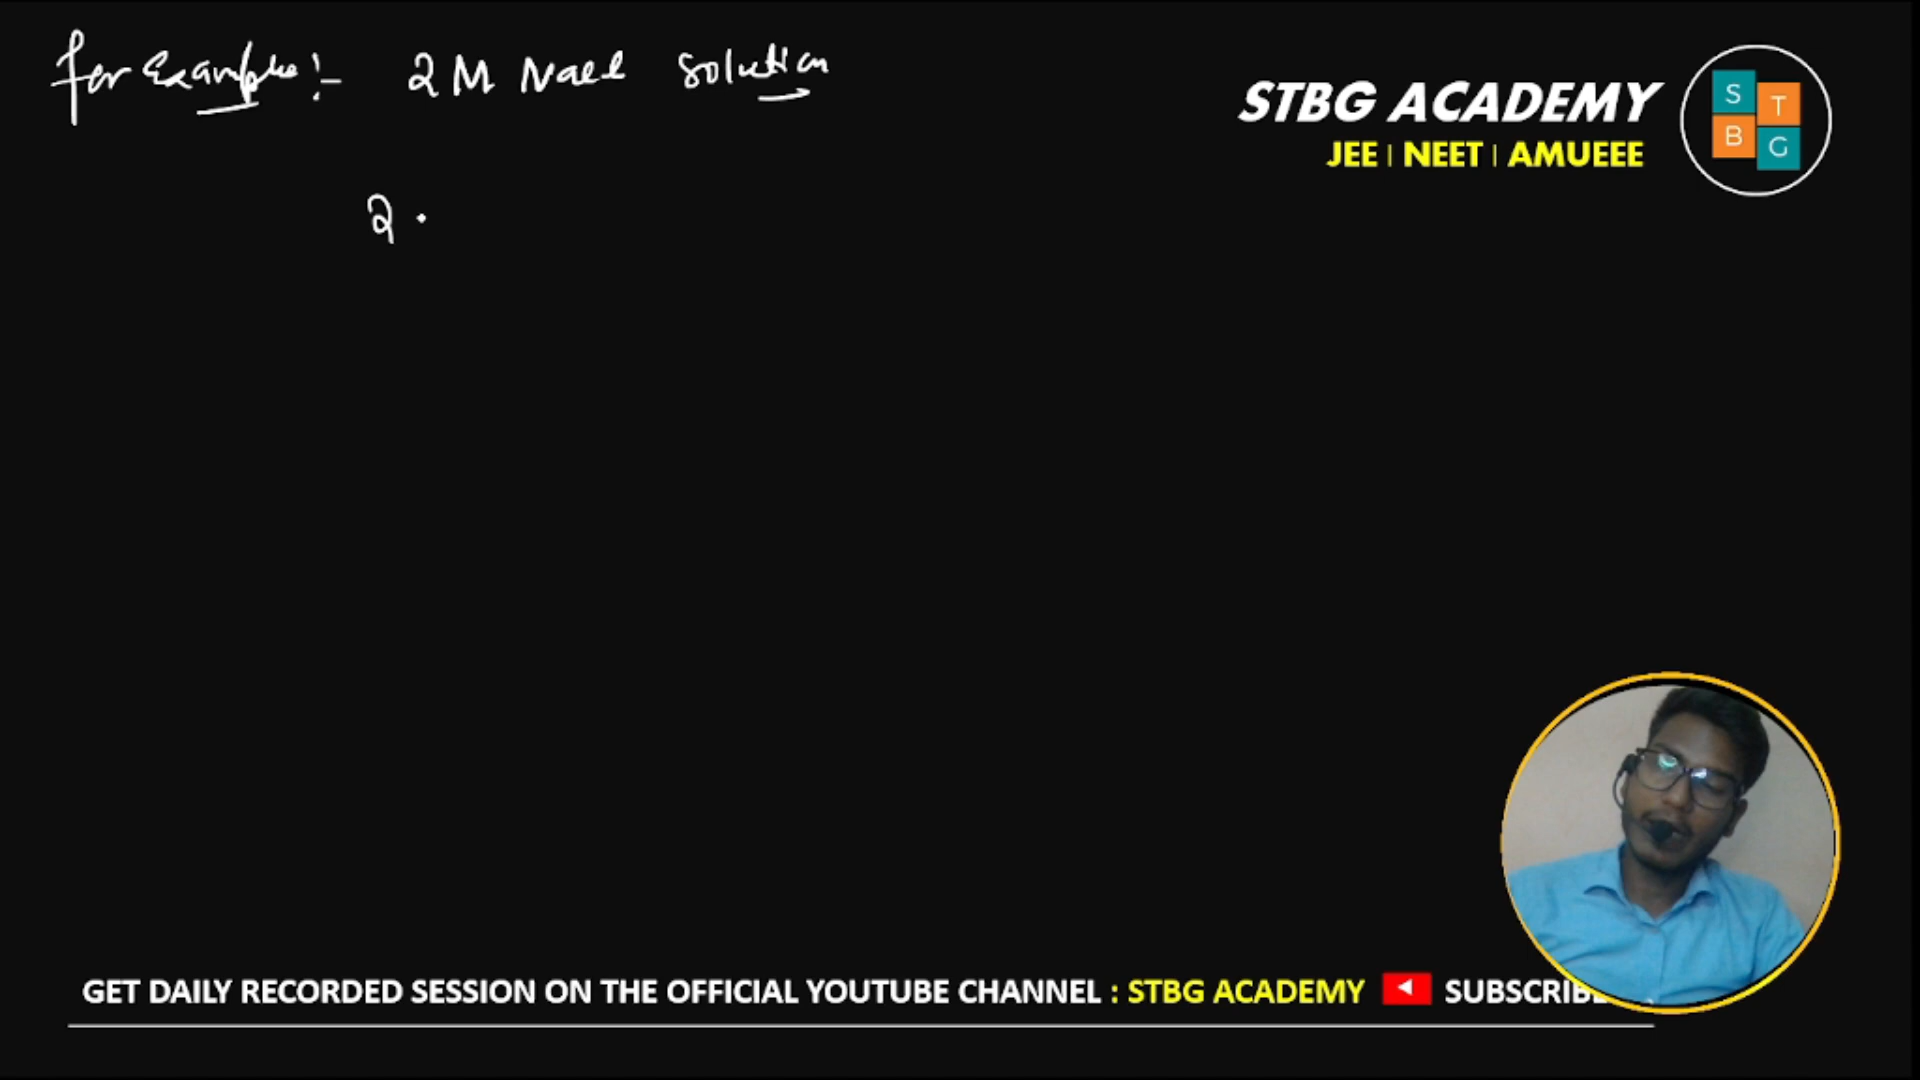 for Example :- 2 M NaCl Solution
STBG ACADEMY
JEE | NEET | AMUEEE
S T
B G
2 .
GET DAILY RECORDED SESSION ON THE OFFICIAL YOUTUBE CHANNEL : STBG ACADEMY SUBSCRIBE